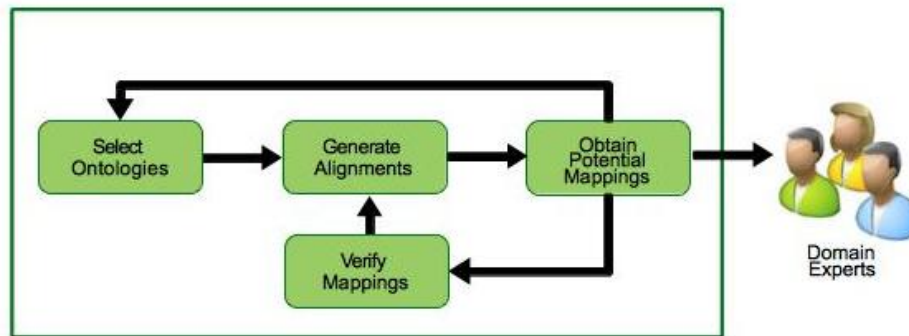 Select
Ontologies
Generate
Alignments
Obtain
Potential
Mappings
Verify
Mappings
Domain
Experts